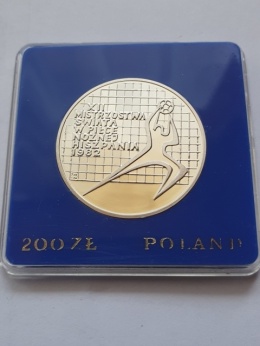 XII
MISTRZOSTWA
ŚWIATA
W PIŁCE
NOŻNEJ
HISZPANIA
1982
200 ZŁ POLAND